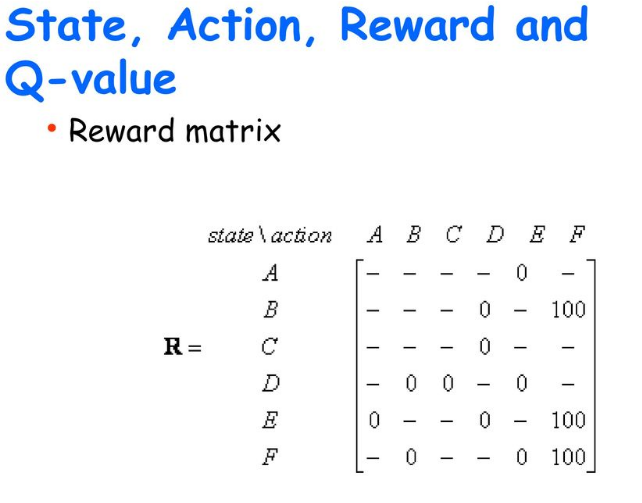 State, Action, Reward and
Q-value
• Reward matrix
state\action A B C D E F
A - - - - 0 -
B - - - 0 - 100
R = C - - - 0 - -
D - 0 0 - 0 -
E 0 - - 0 - 100
F - 0 - - 0 100